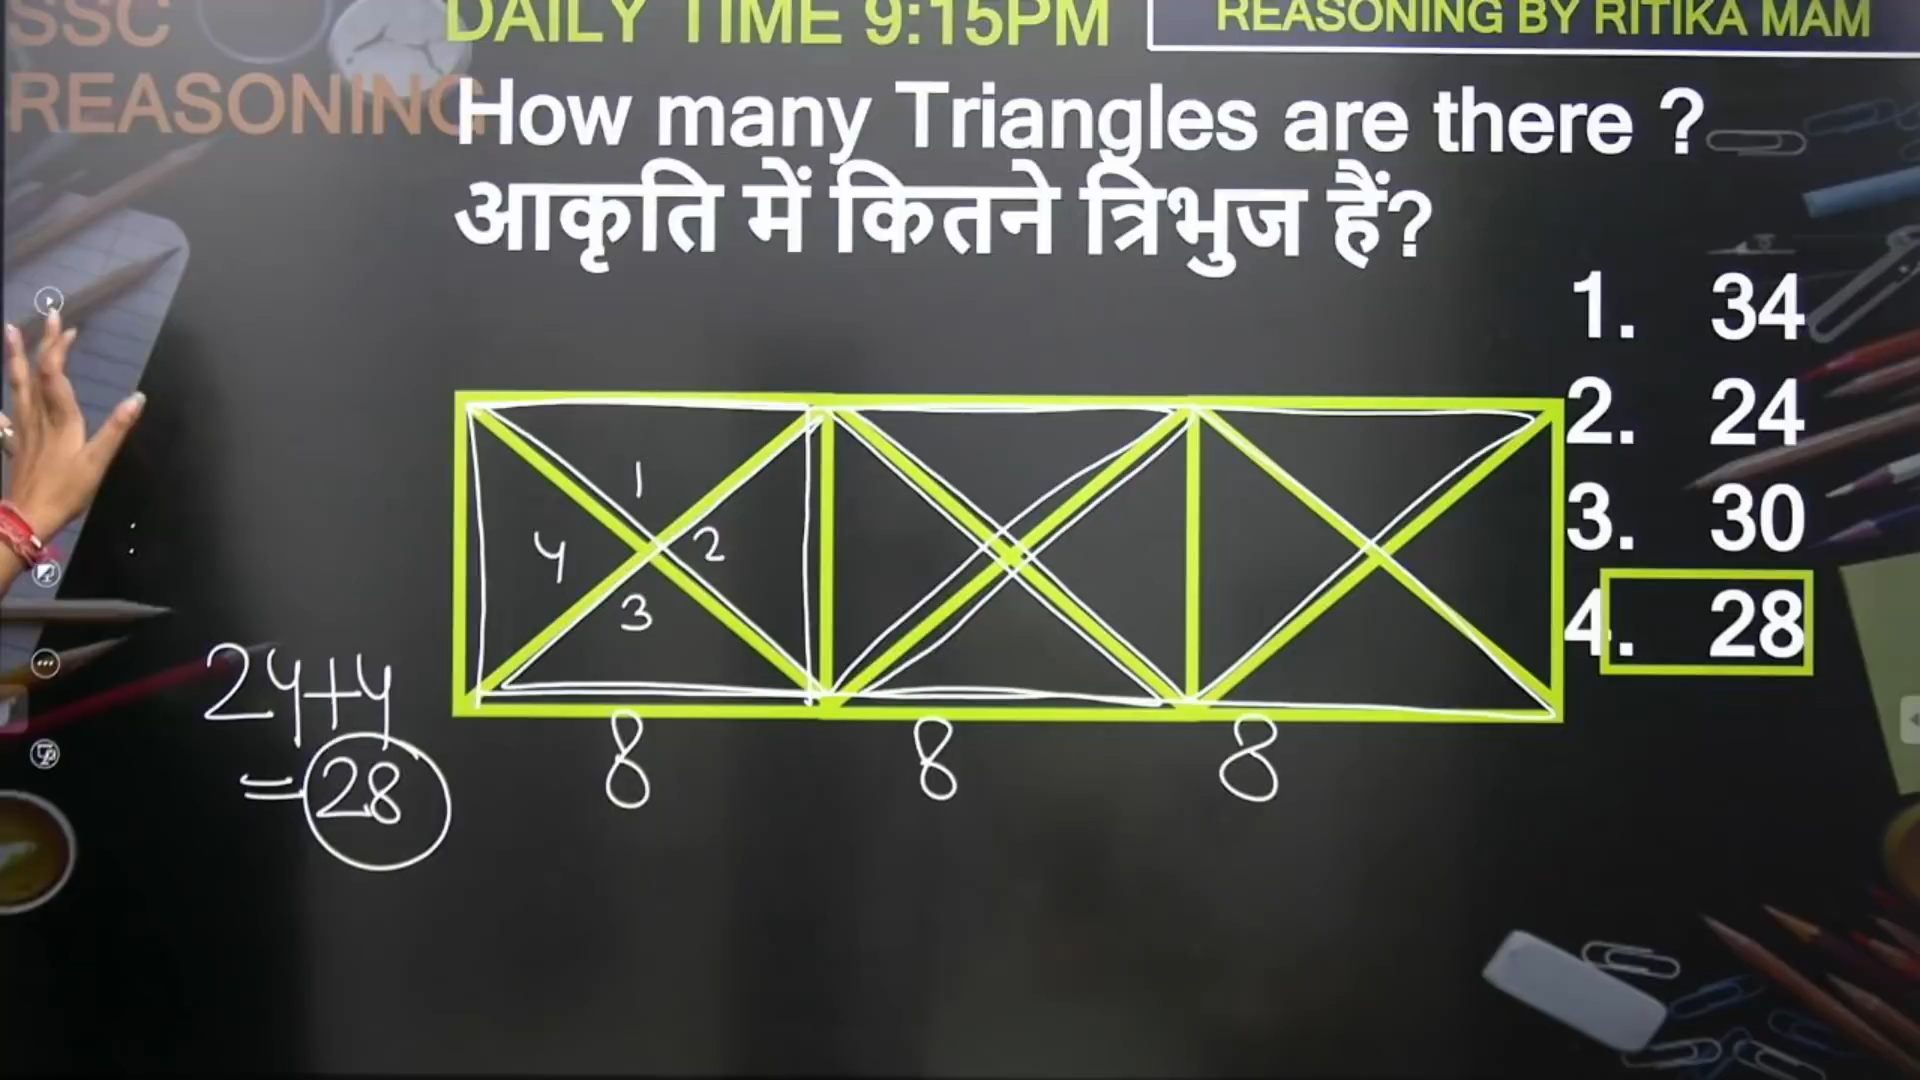 SSC
REASONING
DAILY TIME 9:15PM
REASONING BY RITIKA MAM
How many Triangles are there ?
आकृति में कितने त्रिभुज हैं?
1. 34
2. 24
3. 30
4. 28
1
4 2
3
24+4
= 28
8 8 8